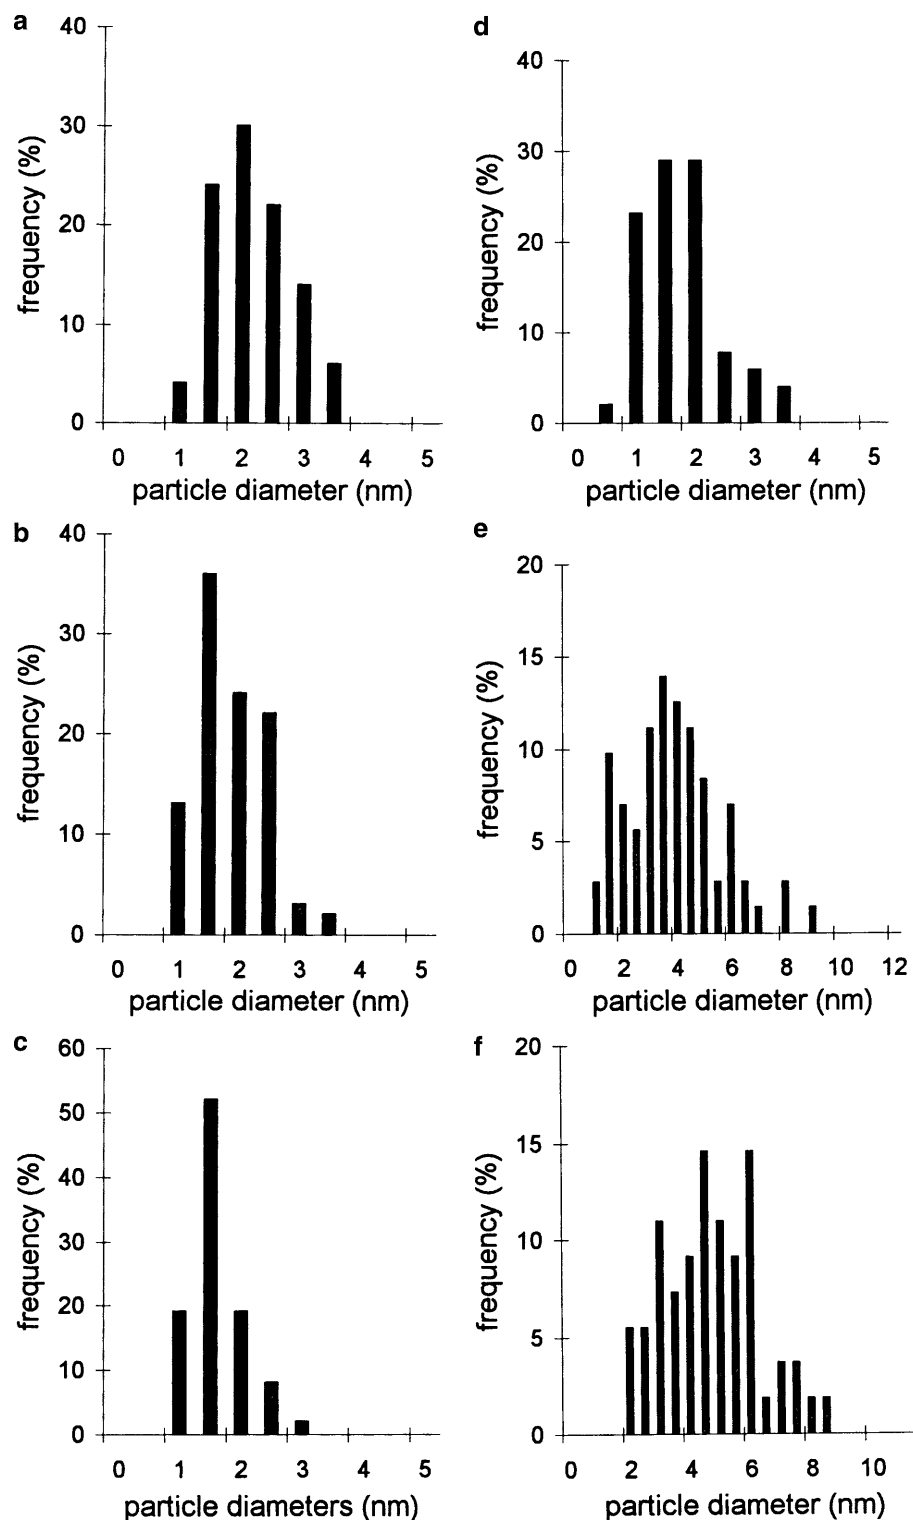 a
40
30
20
10
0
frequency (%)
0 1 2 3 5
particle diameter (nm)
d
40
30
20
10
0
frequency (%)
0 1 2 3 5
particle diameter (nm)
b
40
30
20
10
0
frequency (%)
0 1 2 3 5
particle diameter (nm)
e
20
15
10
5
0
frequency (%)
0 2 4 6 8 10 12
particle diameter (nm)
c
60
50
40
30
20
10
0
frequency (%)
0 1 2 3 5
particle diameters (nm)
f
20
15
10
5
0
frequency (%)
0 2 4 6 8 10
particle diameter (nm)